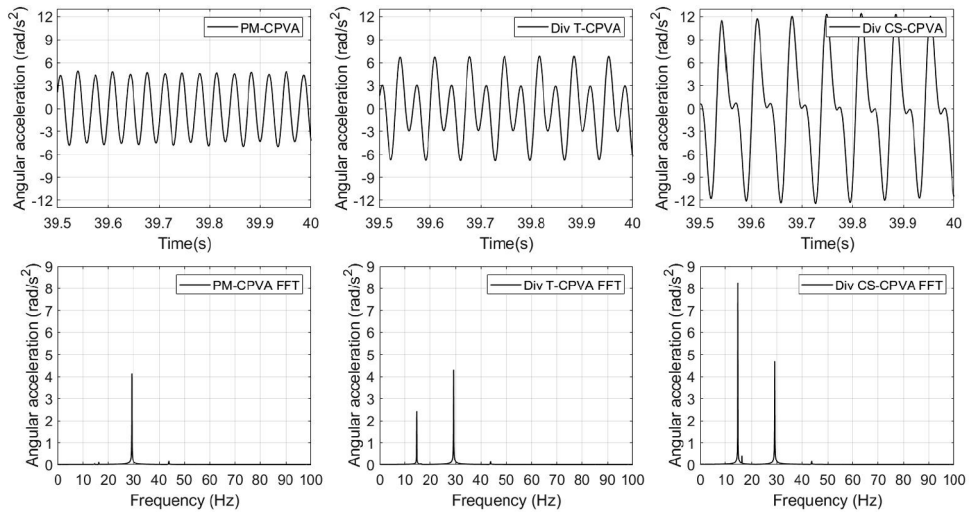 Angular acceleration (rad/s²)
12
9
6
3
0
-3
-6
-9
-12
PM-CPVA
39.5 39.6 39.7 39.8 39.9 40
Time(s)
Angular acceleration (rad/s²)
12
9
6
3
0
-3
-6
-9
-12
Div T-CPVA
39.5 39.6 39.7 39.8 39.9 40
Time(s)
Angular acceleration (rad/s²)
12
9
6
3
0
-3
-6
-9
-12
Div CS-CPVA
39.5 39.6 39.7 39.8 39.9 40
Time(s)
Angular acceleration (rad/s²)
9
8
7
6
5
4
3
2
1
0
PM-CPVA FFT
0 10 20 30 40 50 60 70 80 90 100
Frequency (Hz)
Angular acceleration (rad/s²)
9
8
7
6
5
4
3
2
1
0
Div T-CPVA FFT
0 10 20 30 40 50 60 70 80 90 100
Frequency (Hz)
Angular acceleration (rad/s²)
9
8
7
6
5
4
3
2
1
0
Div CS-CPVA FFT
0 10 20 30 40 50 60 70 80 90 100
Frequency (Hz)